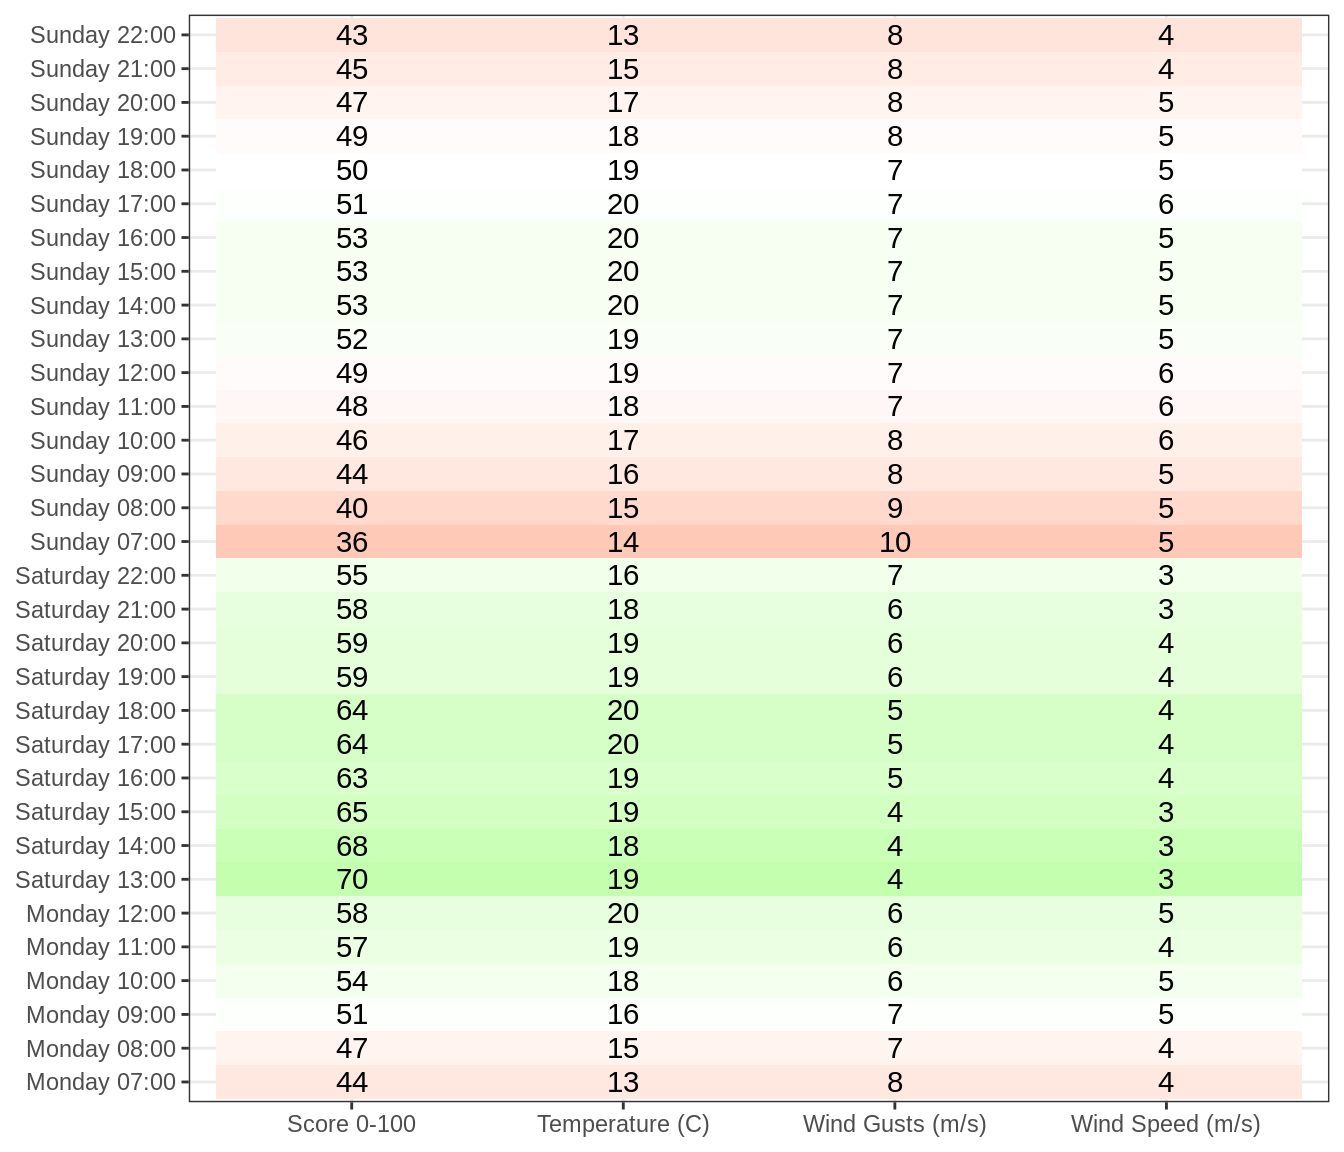 Sunday 22:00 43 13 8 4
Sunday 21:00 45 15 8 4
Sunday 20:00 47 17 8 5
Sunday 19:00 49 18 8 5
Sunday 18:00 50 19 7 5
Sunday 17:00 51 20 7 6
Sunday 16:00 53 20 7 5
Sunday 15:00 53 20 7 5
Sunday 14:00 53 20 7 5
Sunday 13:00 52 19 7 5
Sunday 12:00 49 19 7 6
Sunday 11:00 48 18 7 6
Sunday 10:00 46 17 8 6
Sunday 09:00 44 16 8 5
Sunday 08:00 40 15 9 5
Sunday 07:00 36 14 10 5
Saturday 22:00 55 16 7 3
Saturday 21:00 58 18 6 3
Saturday 20:00 59 19 6 4
Saturday 19:00 59 19 6 4
Saturday 18:00 64 20 5 4
Saturday 17:00 64 20 5 4
Saturday 16:00 63 19 5 4
Saturday 15:00 65 19 4 3
Saturday 14:00 68 18 4 3
Saturday 13:00 70 19 4 3
Monday 12:00 58 20 6 5
Monday 11:00 57 19 6 4
Monday 10:00 54 18 6 5
Monday 09:00 51 16 7 5
Monday 08:00 47 15 7 4
Monday 07:00 44 13 8 4
Score 0-100 Temperature (C) Wind Gusts (m/s) Wind Speed (m/s)